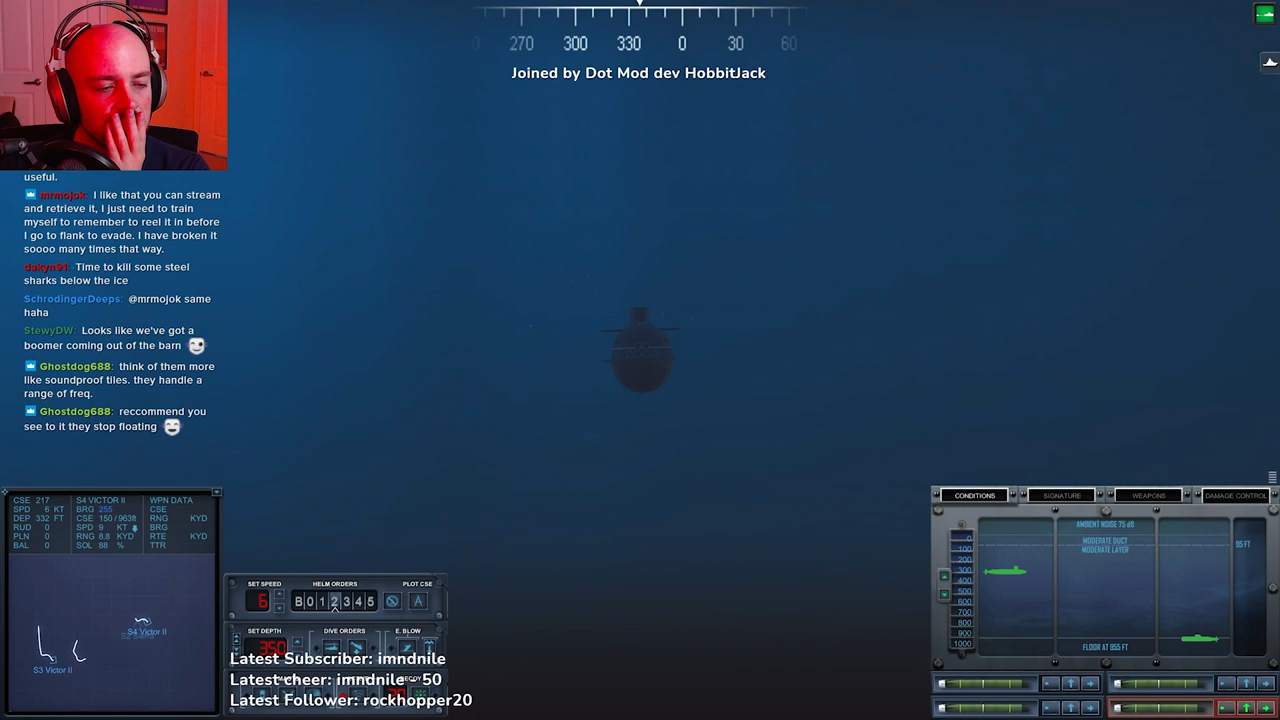 270 300 330 0 30 60
Joined by Dot Mod dev HobbitJack
useful.
mrmojok: I like that you can stream
and retrieve it, I just need to train
myself to remember to reel it in before
I go to flank to evade. I have broken it
soooo many times that way.
dakyn91: Time to kill some steel
sharks below the ice
SchrodingerDeeps: @mrmojok same
haha
StewyDW: Looks like we've got a
boomer coming out of the barn
Ghostdog688: think of them more
like soundproof tiles. they handle a
range of freq.
Ghostdog688: reccommend you
see to it they stop floating
CSE 217
SPD 6 KT
DEP 332 FT
RUD 0
PLN 0
BAL 0
S4 VICTOR II
BRG 255
CSE 150 / 963ft
SPD 9 KT
RNG 8.8 KYD
SOL 88 %
WPN DATA
CSE
RNG KYD
BRG
RTE KYD
TTR
S4 Victor II
S3 Victor II
SET SPEED HELM ORDERS PLOT CSE
6 B 0 1 2 3 4 5 A
SET DEPTH DIVE ORDERS E. BLOW
350
Latest Subscriber: imndnile
Latest cheer: imndnile - 50
Latest Follower: rockhopper20
CONDITIONS SIGNATURE WEAPONS DAMAGE CONTROL
0
100
200
300
400
500
600
700
800
900
1000
AMBIENT NOISE 75 dB
MODERATE DUCT
MODERATE LAYER
95 FT
FLOOR AT 955 FT